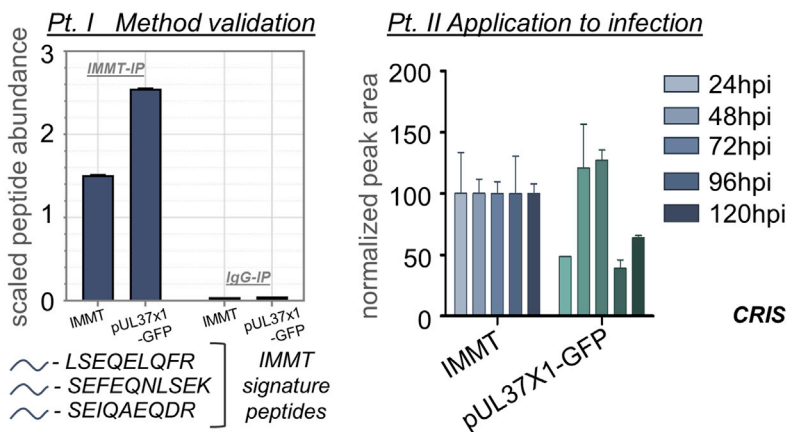 Pt. I Method validation
scaled peptide abundance
3
2
1
0
IMMT-IP
IgG-IP
IMMT
pUL37x1
-GFP
IMMT
pUL37x1
-GFP
- LSEQELQFR
- SEFEQNLSEK
- SEIQAEQDR
IMMT
signature
peptides
Pt. II Application to infection
normalized peak area
200
150
100
50
0
IMMT
pUL37X1-GFP
24hpi
48hpi
72hpi
96hpi
120hpi
CRIS